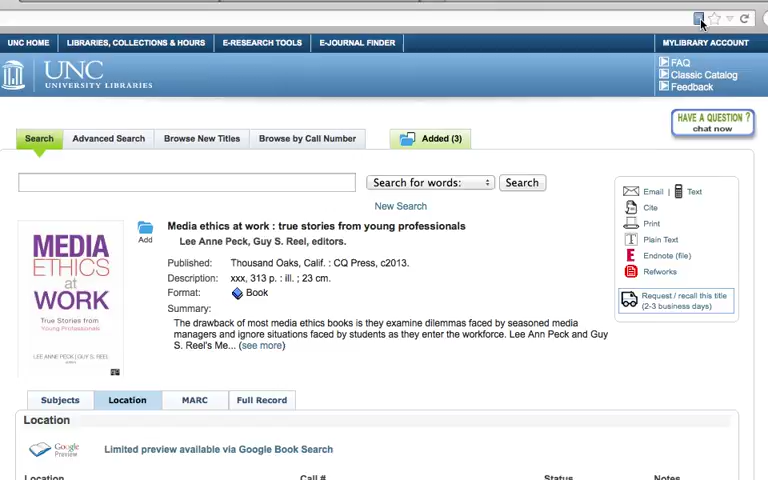 UNC HOME LIBRARIES, COLLECTIONS & HOURS E-RESEARCH TOOLS E-JOURNAL FINDER MYLIBRARY ACCOUNT
UNC
UNIVERSITY LIBRARIES
FAQ
Classic Catalog
Feedback
HAVE A QUESTION ?
chat now
Search Advanced Search Browse New Titles Browse by Call Number Added (3)
Search for words: Search
New Search
Email | Text
Cite
Print
Plain Text
Endnote (file)
Refworks
Request / recall this title
(2-3 business days)
MEDIA
ETHICS
at
WORK
True Stories from
Young Professionals
LEE ANNE PECK | GUY S. REEL
Add
Media ethics at work : true stories from young professionals
Lee Anne Peck, Guy S. Reel, editors.
Published: Thousand Oaks, Calif. : CQ Press, c2013.
Description: xxx, 313 p. : ill. ; 23 cm.
Format: Book
Summary:
The drawback of most media ethics books is they examine dilemmas faced by seasoned media
managers and ignore situations faced by students as they enter the workforce. Lee Ann Peck and Guy
S. Reel's Me... (see more)
Subjects Location MARC Full Record
Location
Google
Preview
Limited preview available via Google Book Search
Location Call # Status Notes